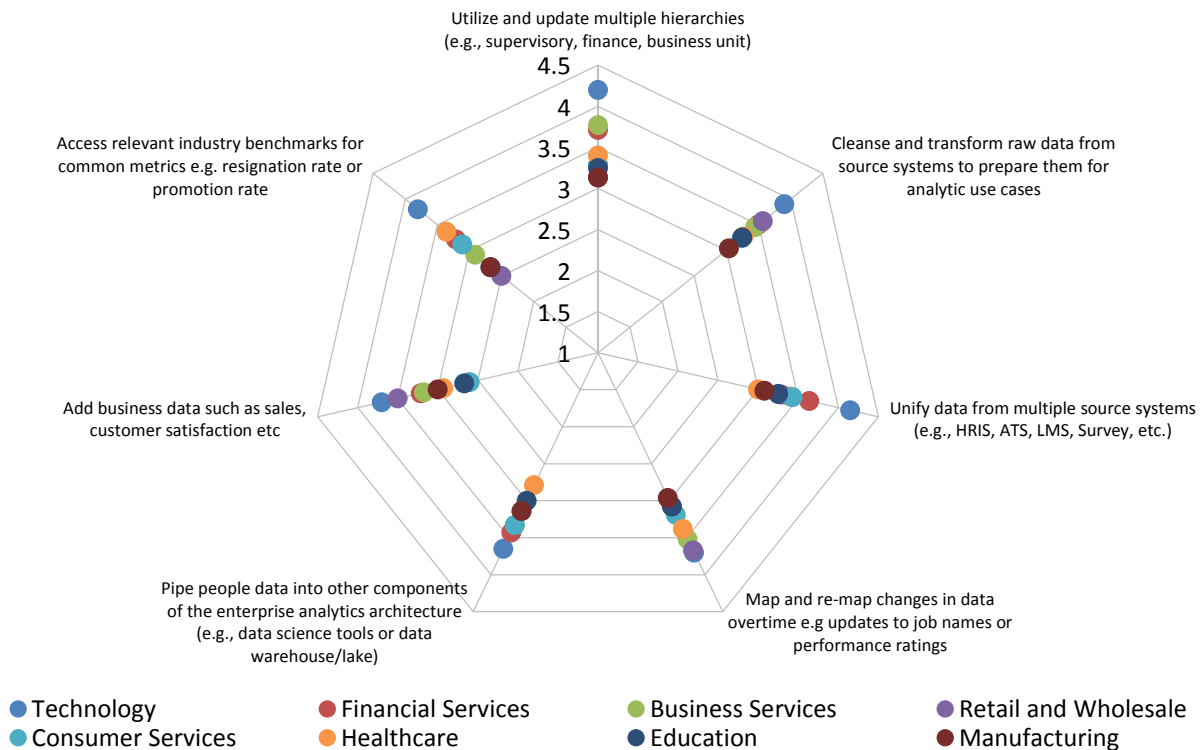 Utilize and update multiple hierarchies
(e.g., supervisory, finance, business unit)
4.5
4
3.5
3
2.5
2
1.5
1
Cleanse and transform raw data from
source systems to prepare them for
analytic use cases
Unify data from multiple source systems
(e.g., HRIS, ATS, LMS, Survey, etc.)
Map and re-map changes in data
overtime e.g updates to job names or
performance ratings
Pipe people data into other components
of the enterprise analytics architecture
(e.g., data science tools or data
warehouse/lake)
Add business data such as sales,
customer satisfaction etc
Access relevant industry benchmarks for
common metrics e.g. resignation rate or
promotion rate
Technology
Financial Services
Business Services
Retail and Wholesale
Consumer Services
Healthcare
Education
Manufacturing